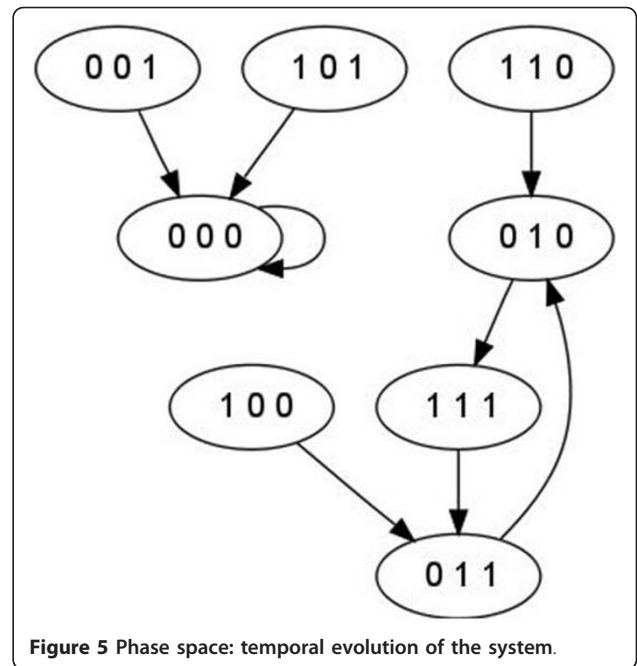 0 0 1 1 0 1 1 1 0
0 0 0 0 1 0
1 0 0 1 1 1
0 1 1
Figure 5 Phase space: temporal evolution of the system.